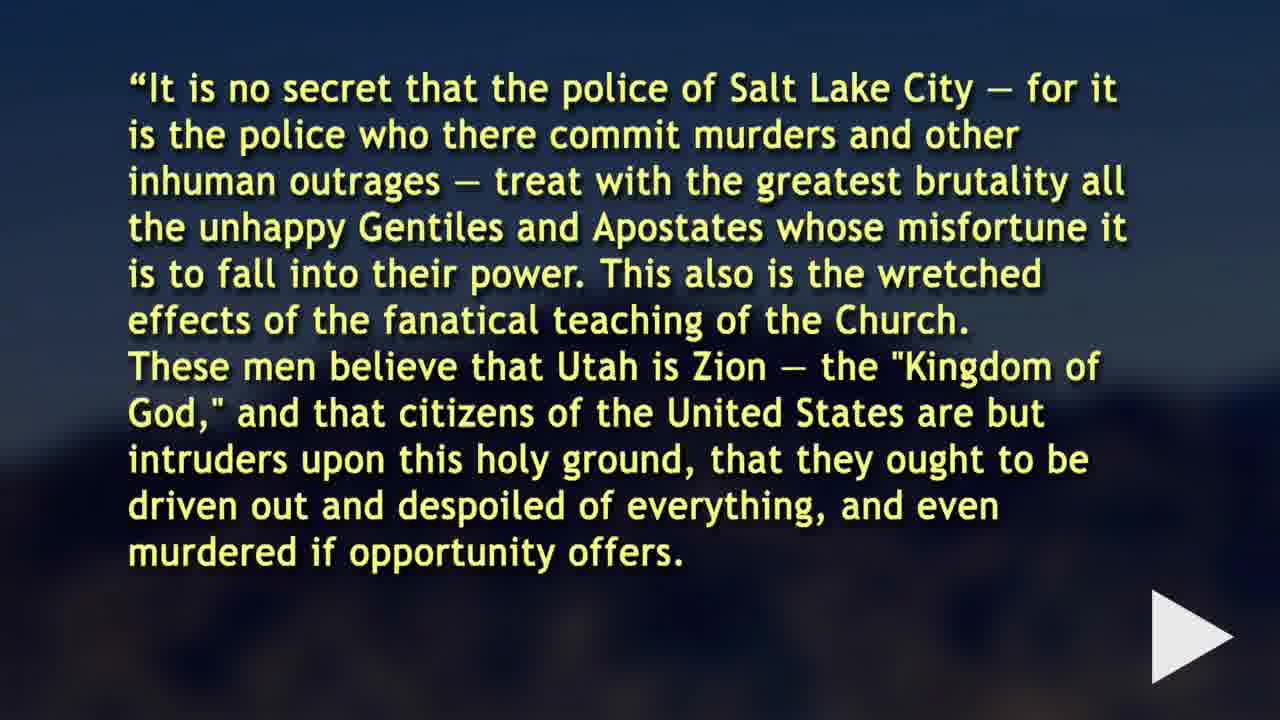 “It is no secret that the police of Salt Lake City — for it
is the police who there commit murders and other
inhuman outrages — treat with the greatest brutality all
the unhappy Gentiles and Apostates whose misfortune it
is to fall into their power. This also is the wretched
effects of the fanatical teaching of the Church.
These men believe that Utah is Zion — the "Kingdom of
God," and that citizens of the United States are but
intruders upon this holy ground, that they ought to be
driven out and despoiled of everything, and even
murdered if opportunity offers.